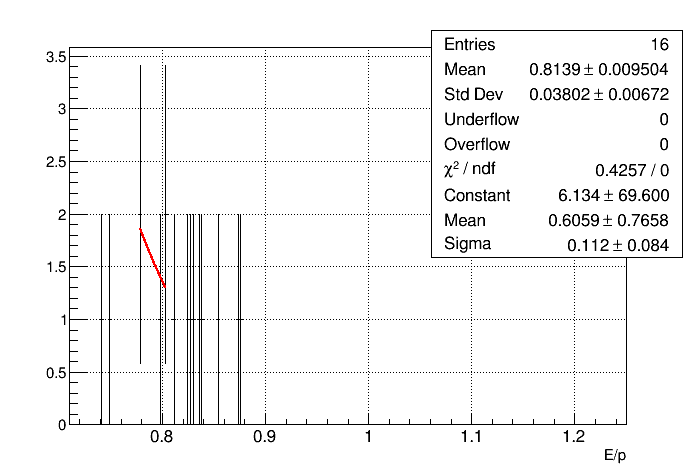 Entries 16
Mean 0.8139 ± 0.009504
Std Dev 0.03802 ± 0.00672
Underflow 0
Overflow 0
χ² / ndf 0.4257 / 0
Constant 6.134 ± 69.600
Mean 0.6059 ± 0.7658
Sigma 0.112 ± 0.084
3.5
3
2.5
2
1.5
1
0.5
0
0.8 0.9 1 1.1 1.2
E/p